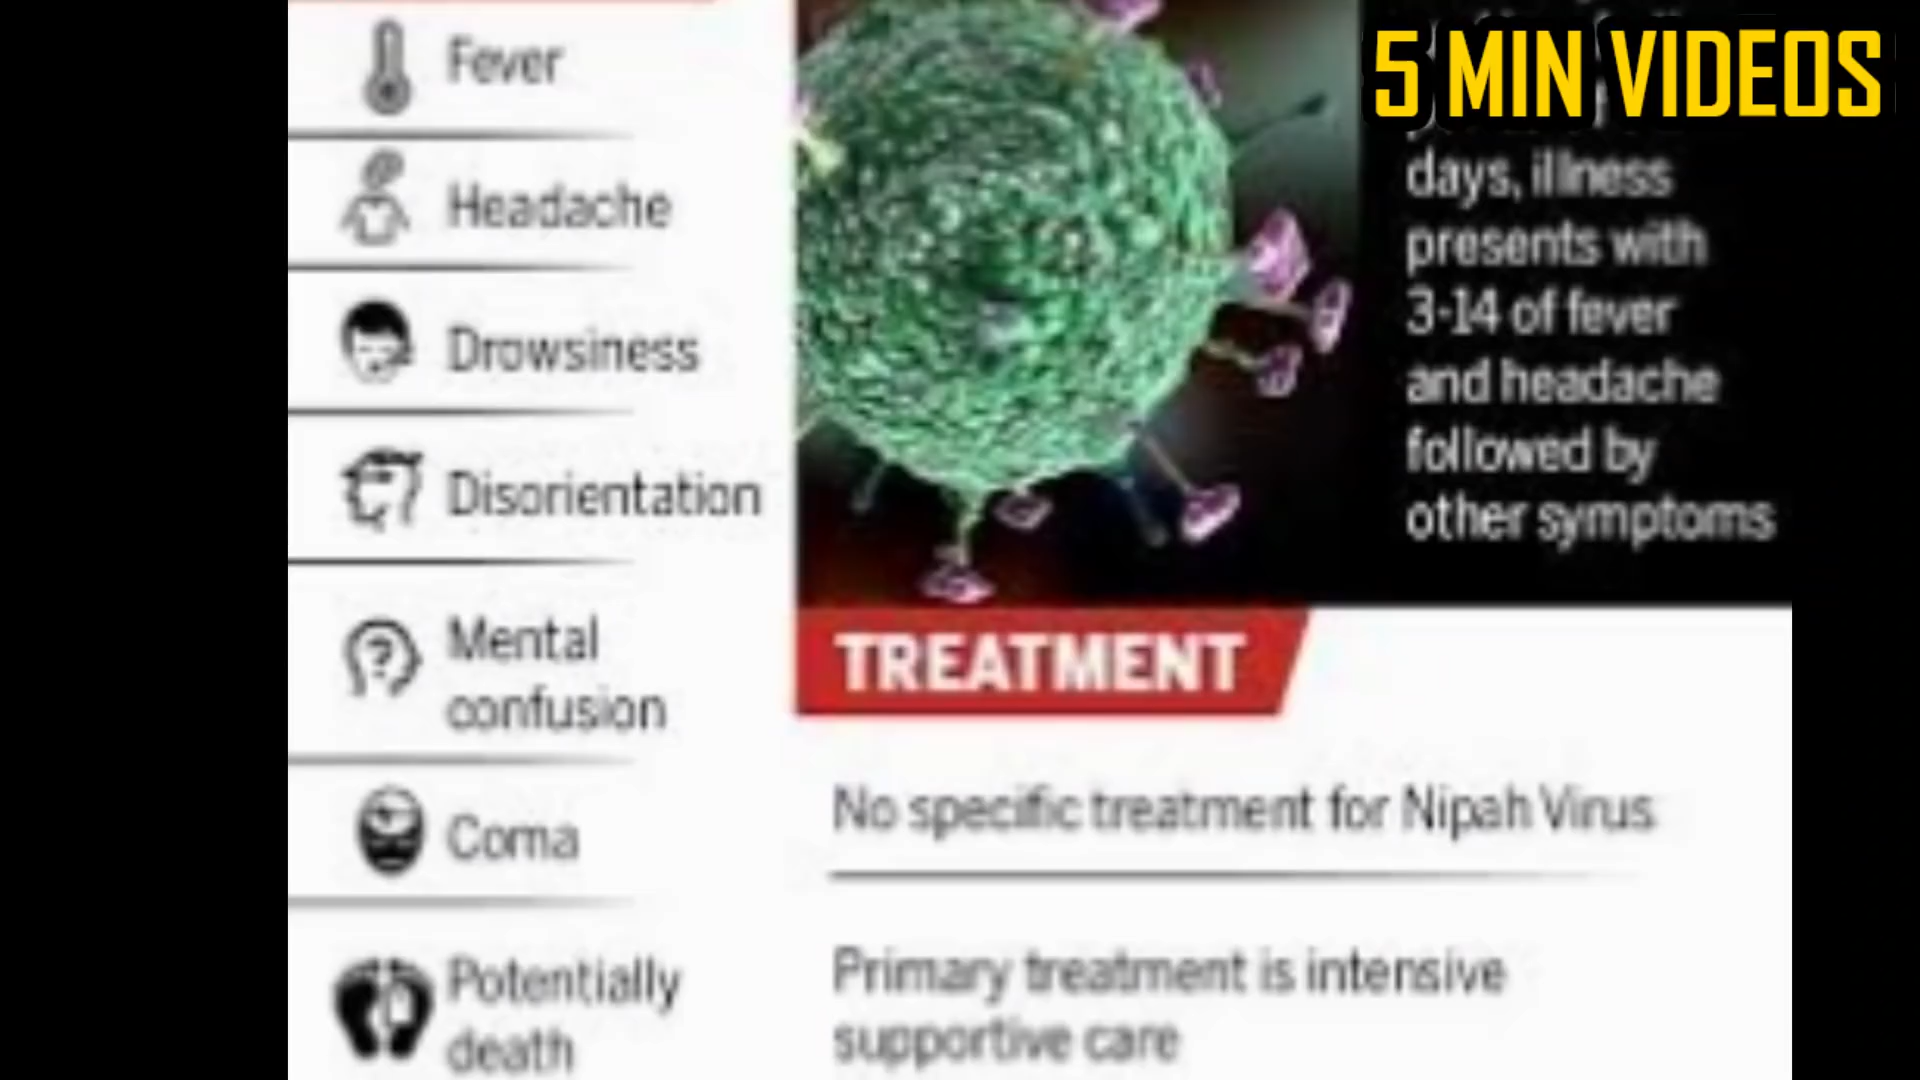 5 MIN VIDEOS
Fever
Headache
Drowsiness
Disorientation
Mental
confusion
Coma
Potentially
death
days, illness
presents with
3-14 of fever
and headache
followed by
other symptoms
TREATMENT
No specific treatment for Nipah Virus
Primary treatment is intensive
supportive care